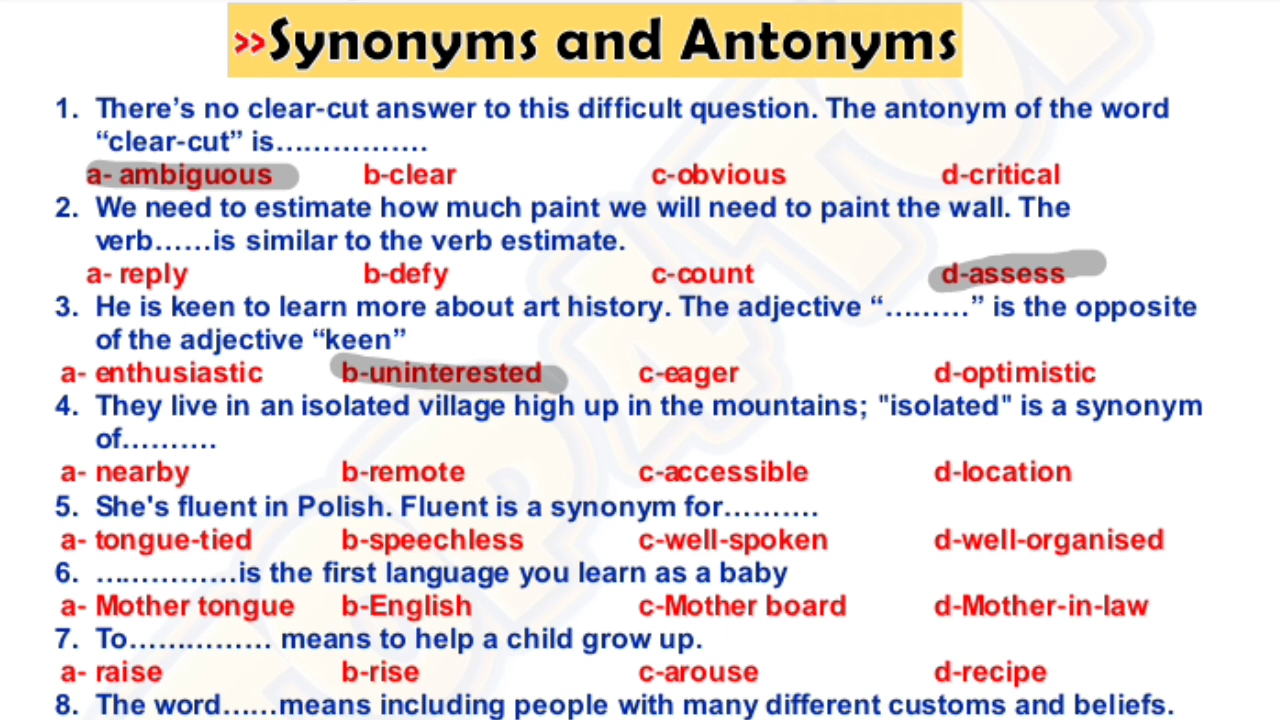 »Synonyms and Antonyms
1. There’s no clear-cut answer to this difficult question. The antonym of the word
“clear-cut” is……………
a- ambiguous b-clear c-obvious d-critical
2. We need to estimate how much paint we will need to paint the wall. The
verb……is similar to the verb estimate.
a- reply b-defy c-count d-assess
3. He is keen to learn more about art history. The adjective “………” is the opposite
of the adjective “keen”
a- enthusiastic b-uninterested c-eager d-optimistic
4. They live in an isolated village high up in the mountains; "isolated" is a synonym
of……….
a- nearby b-remote c-accessible d-location
5. She's fluent in Polish. Fluent is a synonym for……….
a- tongue-tied b-speechless c-well-spoken d-well-organised
6. …………..is the first language you learn as a baby
a- Mother tongue b-English c-Mother board d-Mother-in-law
7. To…………… means to help a child grow up.
a- raise b-rise c-arouse d-recipe
8. The word……means including people with many different customs and beliefs.